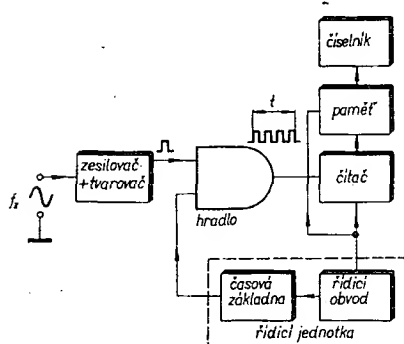 číselník
paměť
t
zesilovač
+tvarovač
čítač
fx
hradlo
časová
základna
řídicí
obvod
řídicí jednotka